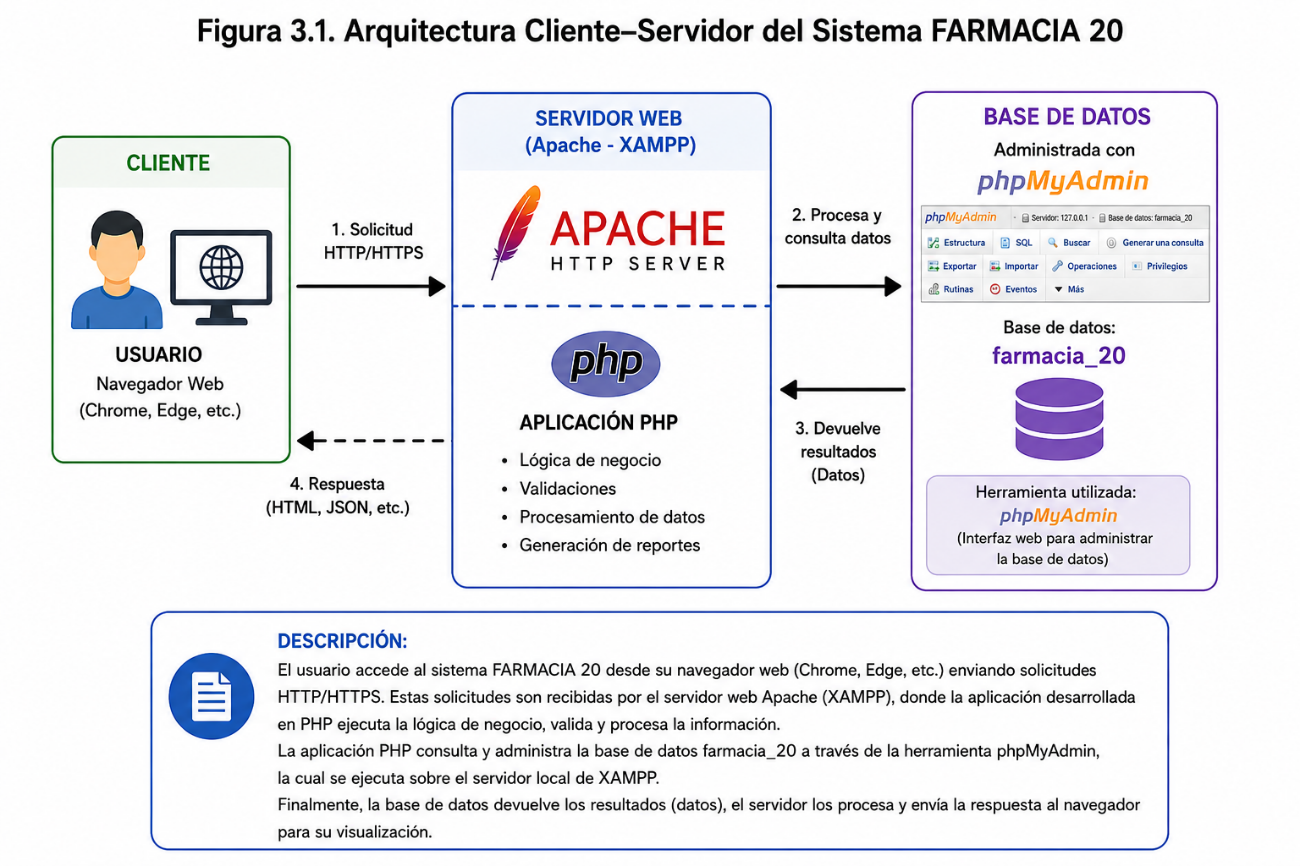 Figura 3.1. Arquitectura Cliente–Servidor del Sistema FARMACIA 20
CLIENTE
USUARIO
Navegador Web
(Chrome, Edge, etc.)
1. Solicitud
HTTP/HTTPS
4. Respuesta
(HTML, JSON, etc.)
SERVIDOR WEB
(Apache - XAMPP)
APACHE
HTTP SERVER
php
APLICACIÓN PHP
• Lógica de negocio
• Validaciones
• Procesamiento de datos
• Generación de reportes
2. Procesa y
consulta datos
3. Devuelve
resultados
(Datos)
BASE DE DATOS
Administrada con
phpMyAdmin
phpMyAdmin - Servidor: 127.0.0.1 - Base de datos: farmacia_20
Estructura SQL Buscar Generar una consulta
Exportar Importar Operaciones Privilegios
Rutinas Eventos Más
Base de datos:
farmacia_20
Herramienta utilizada:
phpMyAdmin
(Interfaz web para administrar
la base de datos)
DESCRIPCIÓN:
El usuario accede al sistema FARMACIA 20 desde su navegador web (Chrome, Edge, etc.) enviando solicitudes
HTTP/HTTPS. Estas solicitudes son recibidas por el servidor web Apache (XAMPP), donde la aplicación desarrollada
en PHP ejecuta la lógica de negocio, valida y procesa la información.
La aplicación PHP consulta y administra la base de datos farmacia_20 a través de la herramienta phpMyAdmin,
la cual se ejecuta sobre el servidor local de XAMPP.
Finalmente, la base de datos devuelve los resultados (datos), el servidor los procesa y envía la respuesta al navegador
para su visualización.